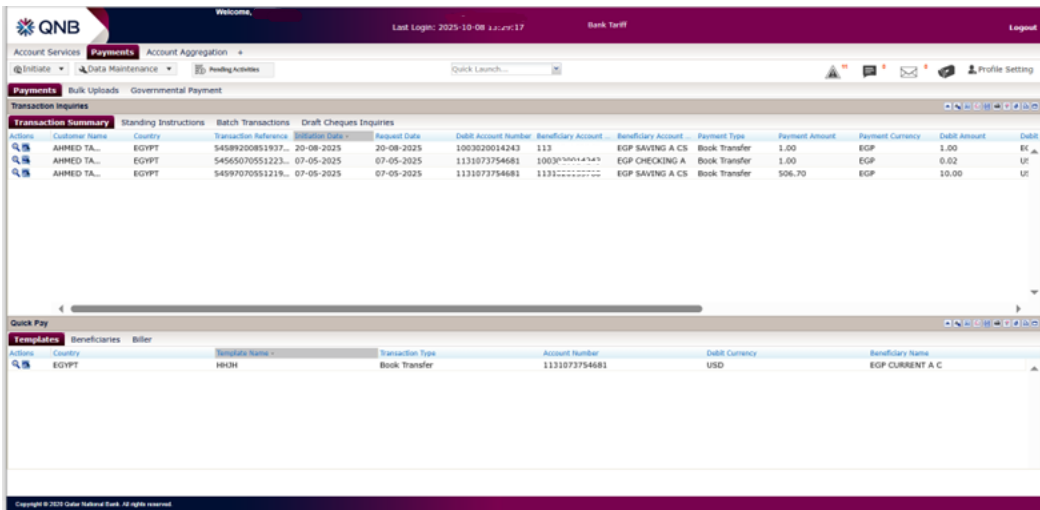 Welcome,
QNB
Last Login: 2025-10-08 :17
Bank Tariff
Logout
Account Services Payments Account Aggregation +
Initiate Data Maintenance Pending Activities Quick Launch... Profile Setting
Payments Bulk Uploads Governmental Payment
Transaction Inquiries
Transaction Summary Standing Instructions Batch Transactions Draft Cheques Inquiries
Actions Customer Name Country Transaction Reference Initiation Date Request Date Debit Account Number Beneficiary Account ... Beneficiary Account ... Payment Type Payment Amount Payment Currency Debit Amount Debit
AHMED TA... EGYPT 54589200851937... 20-08-2025 20-08-2025 1003020014243 113 EGP SAVING A CS Book Transfer 1.00 EGP 1.00
AHMED TA... EGYPT 54565070551223... 07-05-2025 07-05-2025 1131073754681 EGP CHECKING A Book Transfer 1.00 EGP 0.02
AHMED TA... EGYPT 54597070551219... 07-05-2025 07-05-2025 1131073754681 EGP SAVING A CS Book Transfer 506.70 EGP 10.00
Quick Pay
Templates Beneficiaries Biller
Actions Country Template Name Transaction Type Account Number Debit Currency Beneficiary Name
EGYPT HHJH Book Transfer 1131073754681 USD EGP CURRENT A C
Qatar National Bank. All rights reserved.